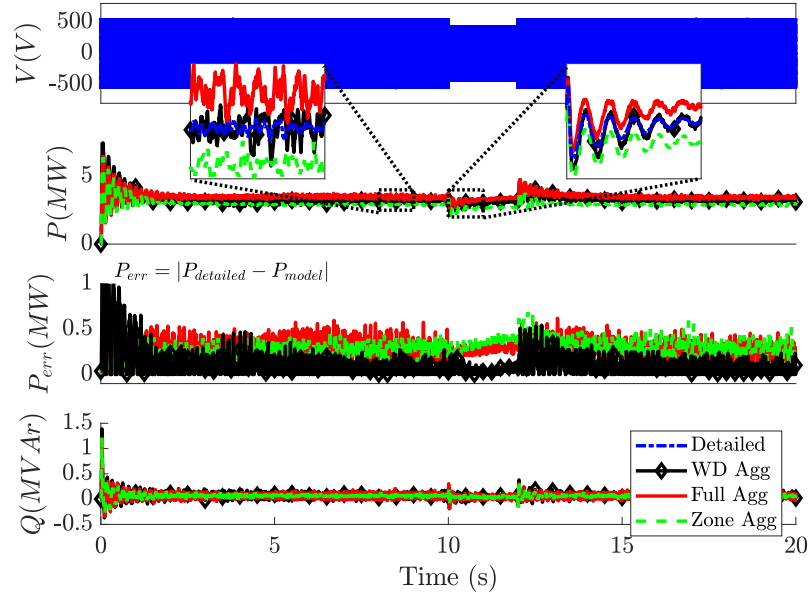 500
0
-500
V(V)
5
0
P(MW)
P_err = |P_detailed − P_model|
1
0.5
0
P_err(MW)
1.5
1
0.5
0
-0.5
Q(MVAr)
Detailed
WD Agg
Full Agg
Zone Agg
0 5 10 15 20
Time (s)